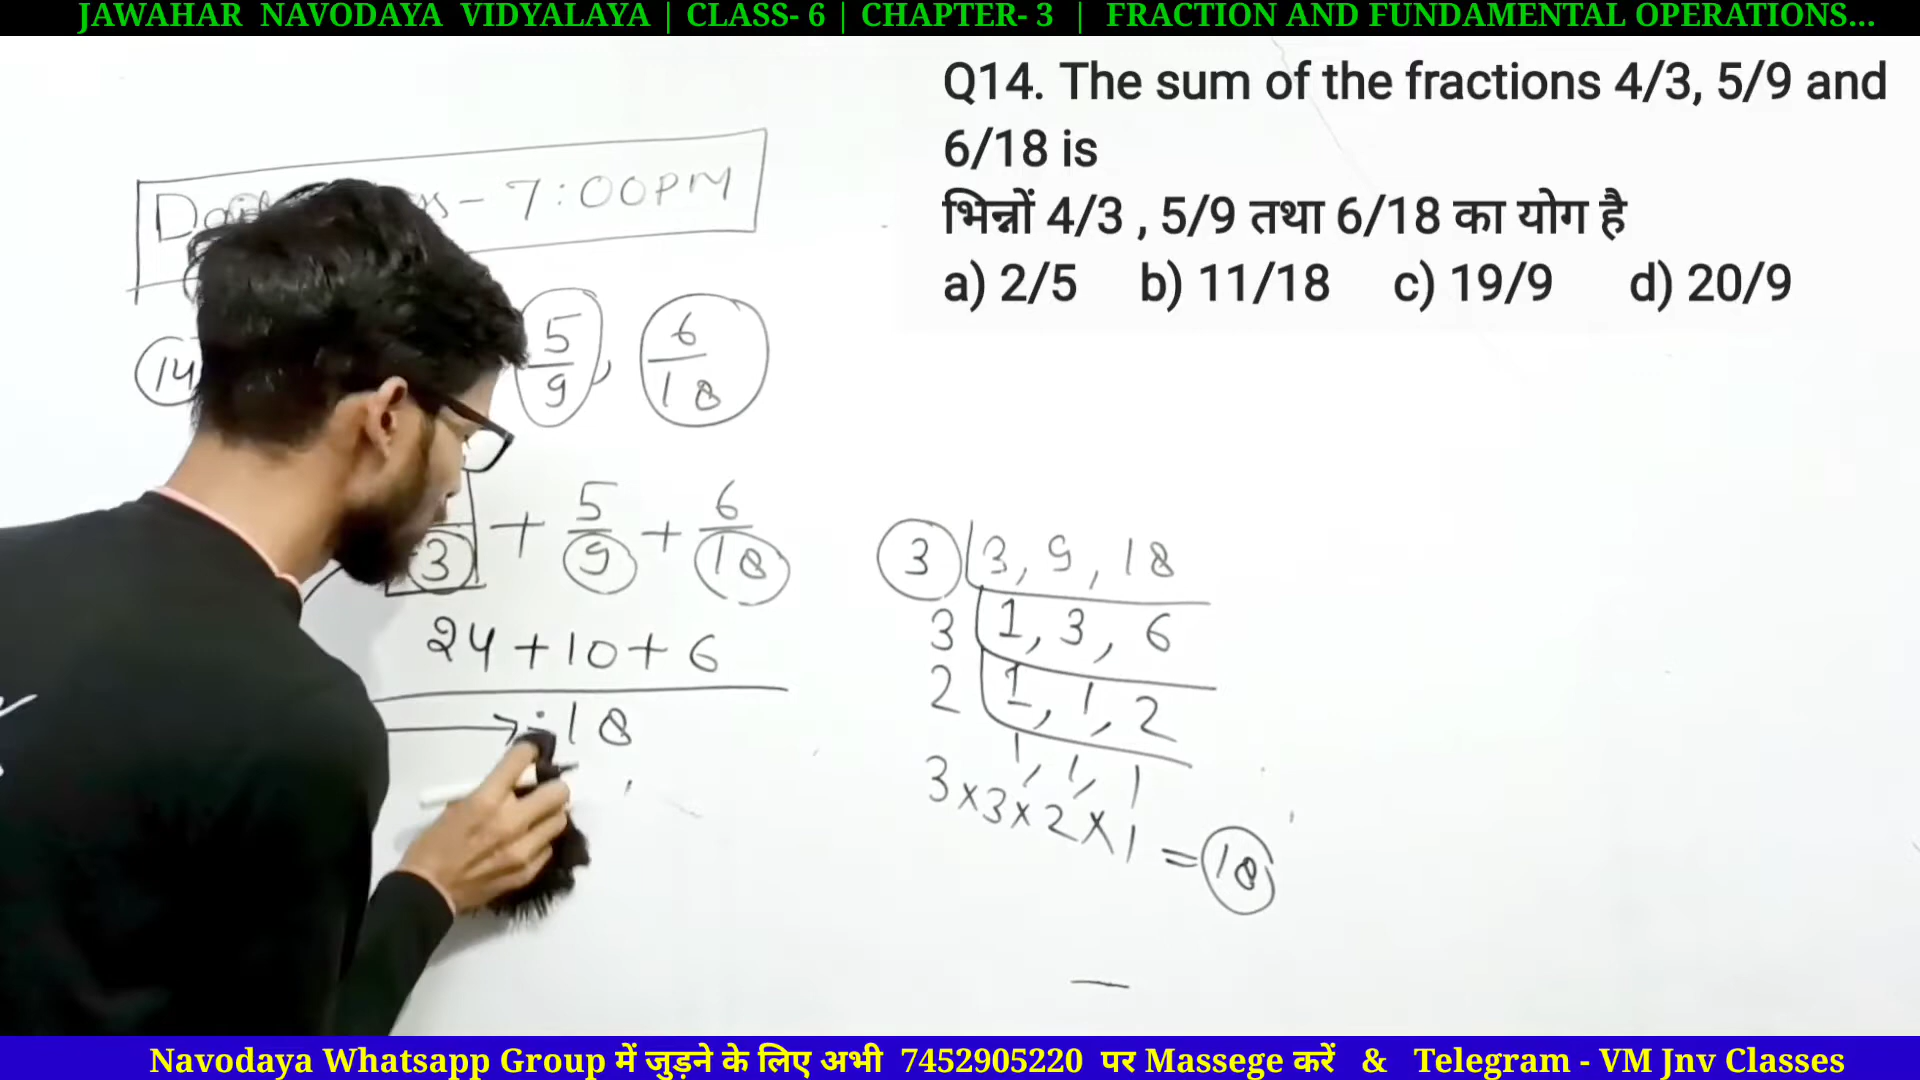 JAWAHAR NAVODAYA VIDYALAYA | CLASS- 6 | CHAPTER- 3 | FRACTION AND FUNDAMENTAL OPERATIONS...
Q14. The sum of the fractions 4/3, 5/9 and
6/18 is
भिन्नों 4/3 , 5/9 तथा 6/18 का योग है
a) 2/5 b) 11/18 c) 19/9 d) 20/9
- 7:00PM
14 5/9, 6/18
3 + 5/9 + 6/18
24+10+6
18
3 | 3, 9, 18
3 | 1, 3, 6
2 | 1, 1, 2
1, 1, 1
3×3×2×1 = 18
Navodaya Whatsapp Group में जुड़ने के लिए अभी 7452905220 पर Massege करें & Telegram - VM Jnv Classes